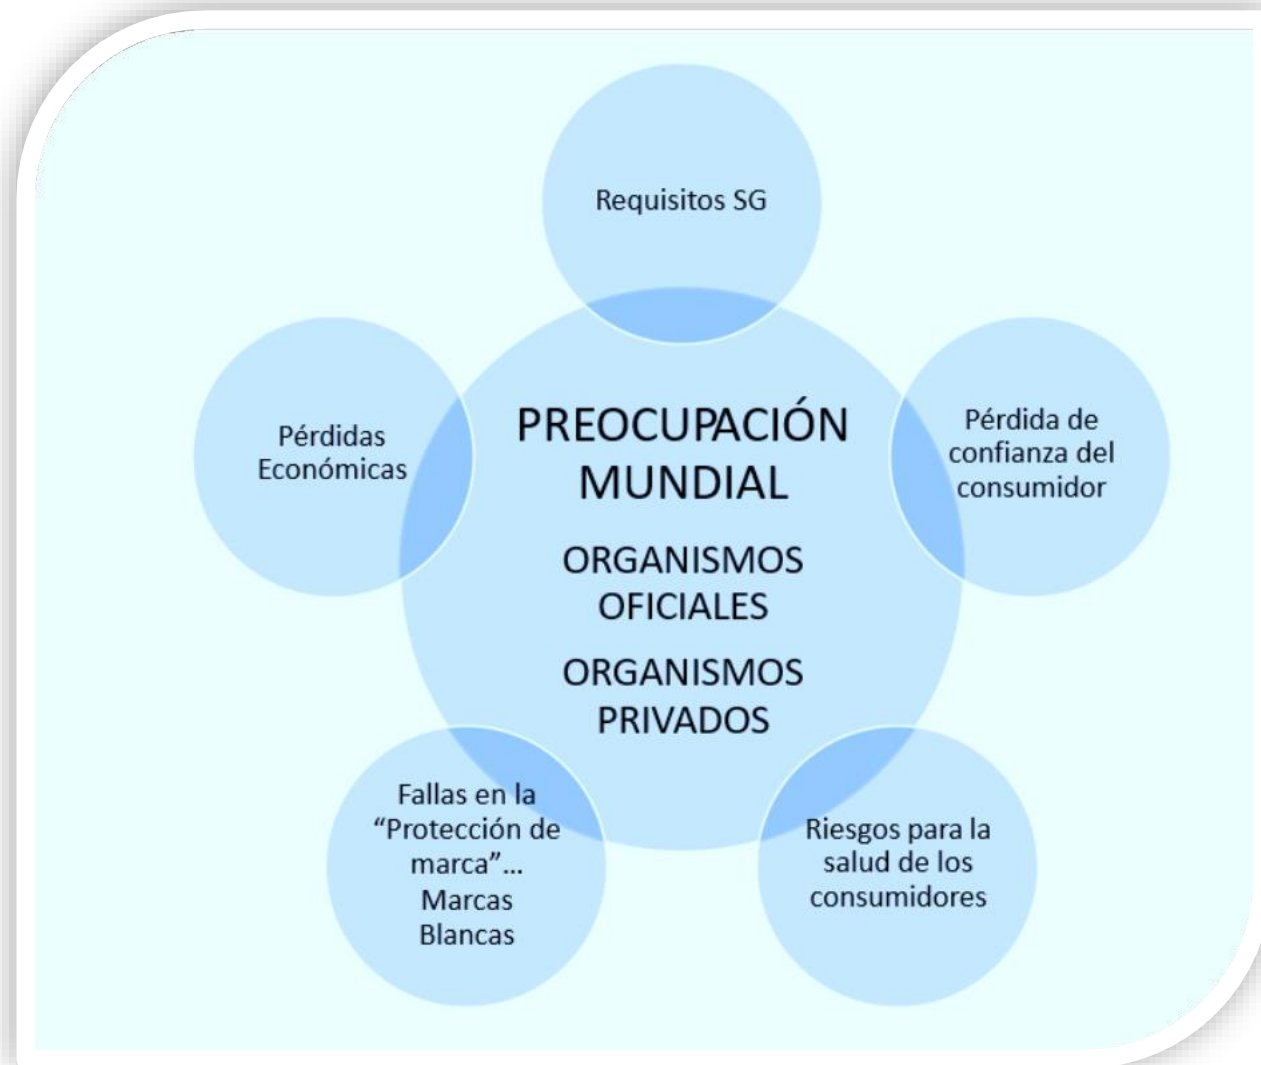 Requisitos SG
Pérdidas
Económicas
PREOCUPACIÓN
MUNDIAL
ORGANISMOS
OFICIALES
ORGANISMOS
PRIVADOS
Pérdida de
confianza del
consumidor
Fallas en la
“Protección de
marca”...
Marcas
Blancas
Riesgos para la
salud de los
consumidores